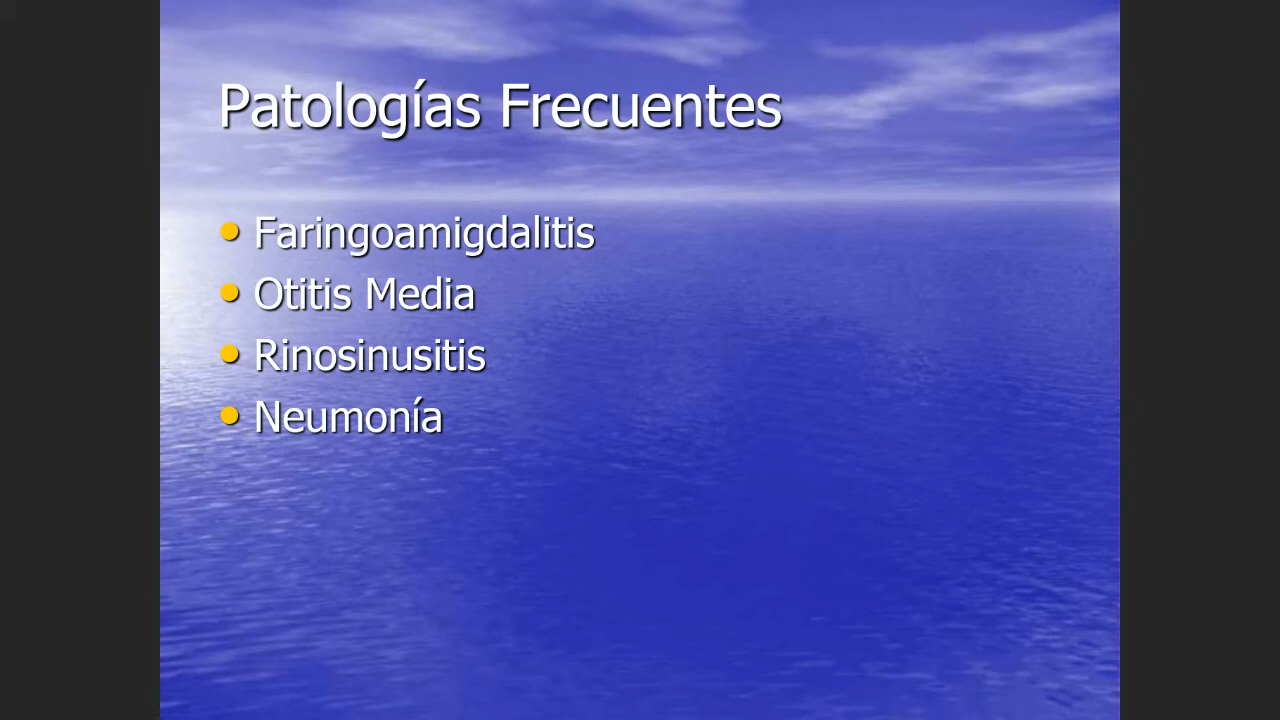 Patologías Frecuentes
• Faringoamigdalitis
• Otitis Media
• Rinosinusitis
• Neumonía